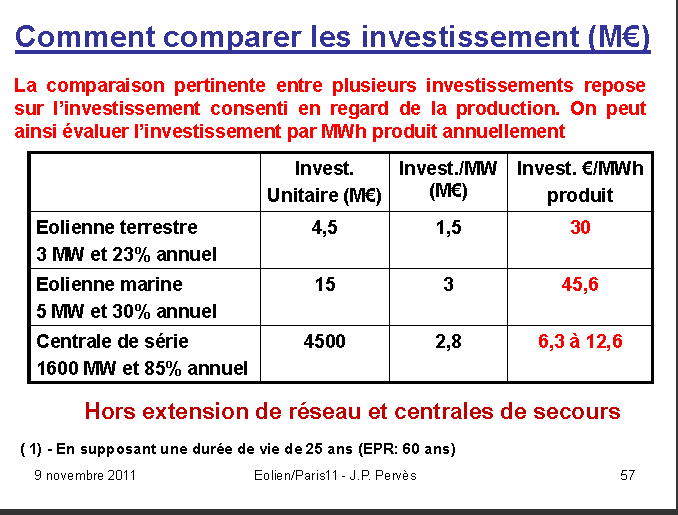 Comment comparer les investissement (M€)
La comparaison pertinente entre plusieurs investissements repose
sur l'investissement consenti en regard de la production. On peut
ainsi évaluer l'investissement par MWh produit annuellement
Invest. Unitaire (M€) Invest./MW (M€) Invest. €/MWh produit
Eolienne terrestre 4,5 1,5 30
3 MW et 23% annuel
Eolienne marine 15 3 45,6
5 MW et 30% annuel
Centrale de série 4500 2,8 6,3 à 12,6
1600 MW et 85% annuel
Hors extension de réseau et centrales de secours
( 1) - En supposant une durée de vie de 25 ans (EPR: 60 ans)
9 novembre 2011 Eolien/Paris11 - J.P. Pervès 57